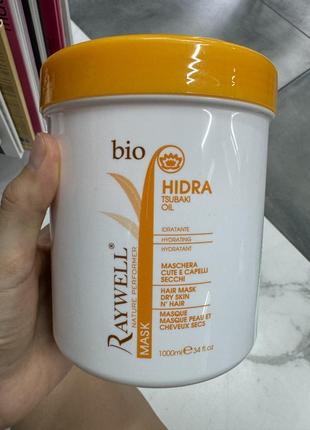 bio
HIDRA
TSUBAKI
OIL
IDRATANTE
HYDRATING
HYDRATANT
MASCHERA
CUTE E CAPELLI
SECCHI
HAIR MASK
DRY SKIN
N' HAIR
MASQUE
MASQUE PEAU ET
CHEVEUX SECS
1000ml ℮ 34 fl.oz
RAYWELL®
NATURE PERFORMER
MASK